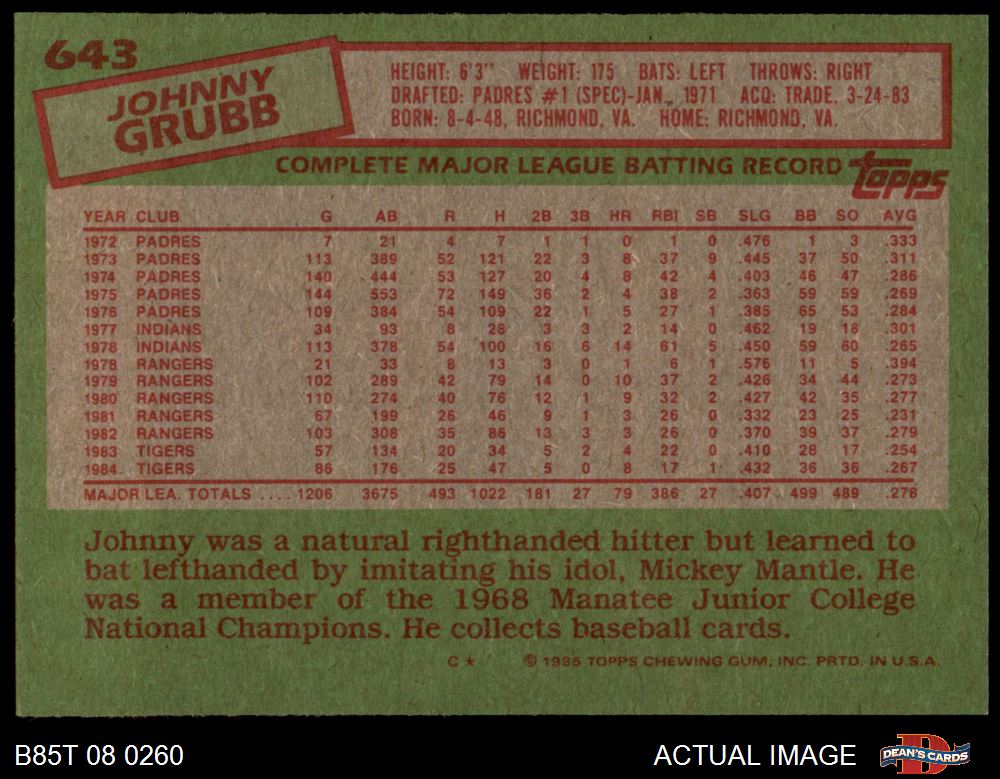 643
JOHNNY
GRUBB
HEIGHT: 6'3" WEIGHT: 175 BATS: LEFT THROWS: RIGHT
DRAFTED: PADRES #1 (SPEC)-JAN., 1971 ACQ: TRADE, 3-24-83
BORN: 8-4-48, RICHMOND, VA. HOME: RICHMOND, VA.
COMPLETE MAJOR LEAGUE BATTING RECORD topps
YEAR CLUB G AB R H 2B 3B HR RBI SB SLG BB SO AVG
1972 PADRES 7 21 4 7 1 1 0 1 0 .476 1 3 .333
1973 PADRES 113 389 52 121 22 3 8 37 9 .445 37 50 .311
1974 PADRES 140 444 53 127 20 4 8 42 4 .403 46 47 .286
1975 PADRES 144 553 72 149 36 2 4 38 2 .363 59 59 .269
1976 PADRES 109 384 54 109 22 1 5 27 1 .385 65 53 .284
1977 INDIANS 34 93 8 28 3 3 2 14 0 .462 19 18 .301
1978 INDIANS 113 378 54 100 16 6 14 61 5 .450 59 60 .265
1978 RANGERS 21 33 8 13 3 0 1 6 1 .576 11 5 .394
1979 RANGERS 102 289 42 79 14 0 10 37 2 .426 34 44 .273
1980 RANGERS 110 274 40 76 12 1 9 32 2 .427 42 35 .277
1981 RANGERS 67 199 26 46 9 1 3 26 0 .332 23 25 .231
1982 RANGERS 103 308 35 86 13 3 3 26 0 .370 39 37 .279
1983 TIGERS 57 134 20 34 5 2 4 22 0 .410 28 17 .254
1984 TIGERS 86 176 25 47 5 0 8 17 1 .432 36 36 .267
MAJOR LEA. TOTALS .... 1206 3675 493 1022 181 27 79 386 27 .407 499 489 .278
Johnny was a natural righthanded hitter but learned to
bat lefthanded by imitating his idol, Mickey Mantle. He
was a member of the 1968 Manatee Junior College
National Champions. He collects baseball cards.
C ★ © 1985 TOPPS CHEWING GUM, INC. PRTD. IN U.S.A.
B85T 08 0260 ACTUAL IMAGE DEAN'S CARDS